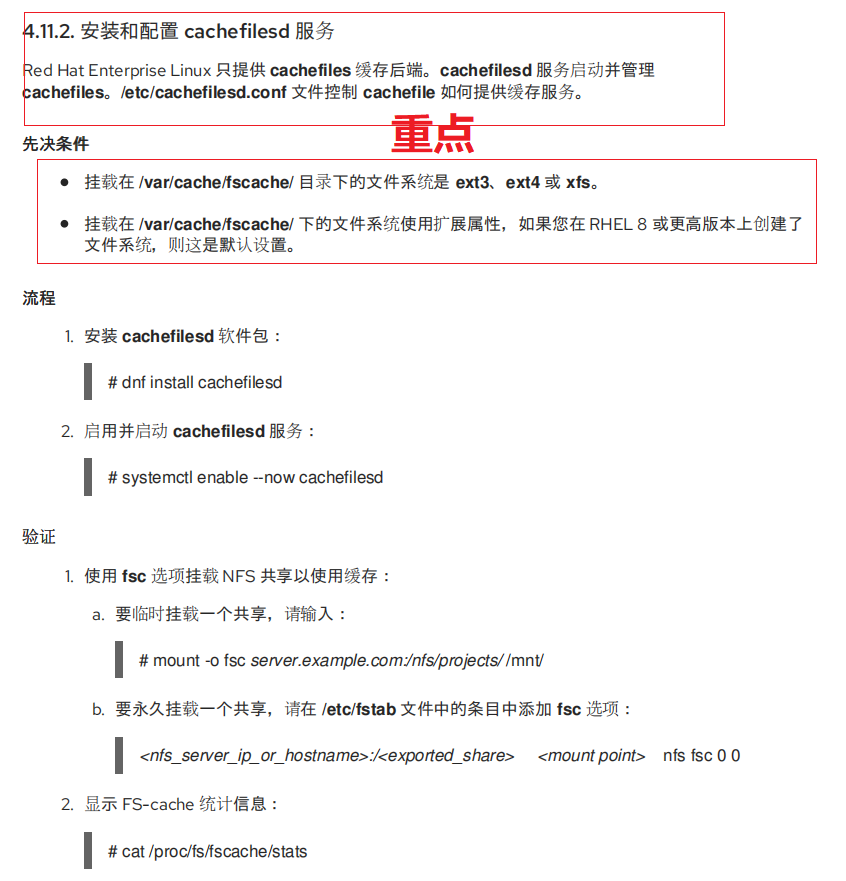 4.11.2. 安装和配置 cachefilesd 服务
Red Hat Enterprise Linux 只提供 cachefiles 缓存后端。cachefilesd 服务启动并管理
cachefiles。/etc/cachefilesd.conf 文件控制 cachefile 如何提供缓存服务。
重点
先决条件
● 挂载在 /var/cache/fscache/ 目录下的文件系统是 ext3、ext4 或 xfs。
● 挂载在 /var/cache/fscache/ 下的文件系统使用扩展属性，如果您在 RHEL 8 或更高版本上创建了
文件系统，则这是默认设置。
流程
1. 安装 cachefilesd 软件包：
# dnf install cachefilesd
2. 启用并启动 cachefilesd 服务：
# systemctl enable --now cachefilesd
验证
1. 使用 fsc 选项挂载 NFS 共享以使用缓存：
a. 要临时挂载一个共享，请输入：
# mount -o fsc server.example.com:/nfs/projects/ /mnt/
b. 要永久挂载一个共享，请在 /etc/fstab 文件中的条目中添加 fsc 选项：
<nfs_server_ip_or_hostname>:/<exported_share> <mount point> nfs fsc 0 0
2. 显示 FS-cache 统计信息：
# cat /proc/fs/fscache/stats